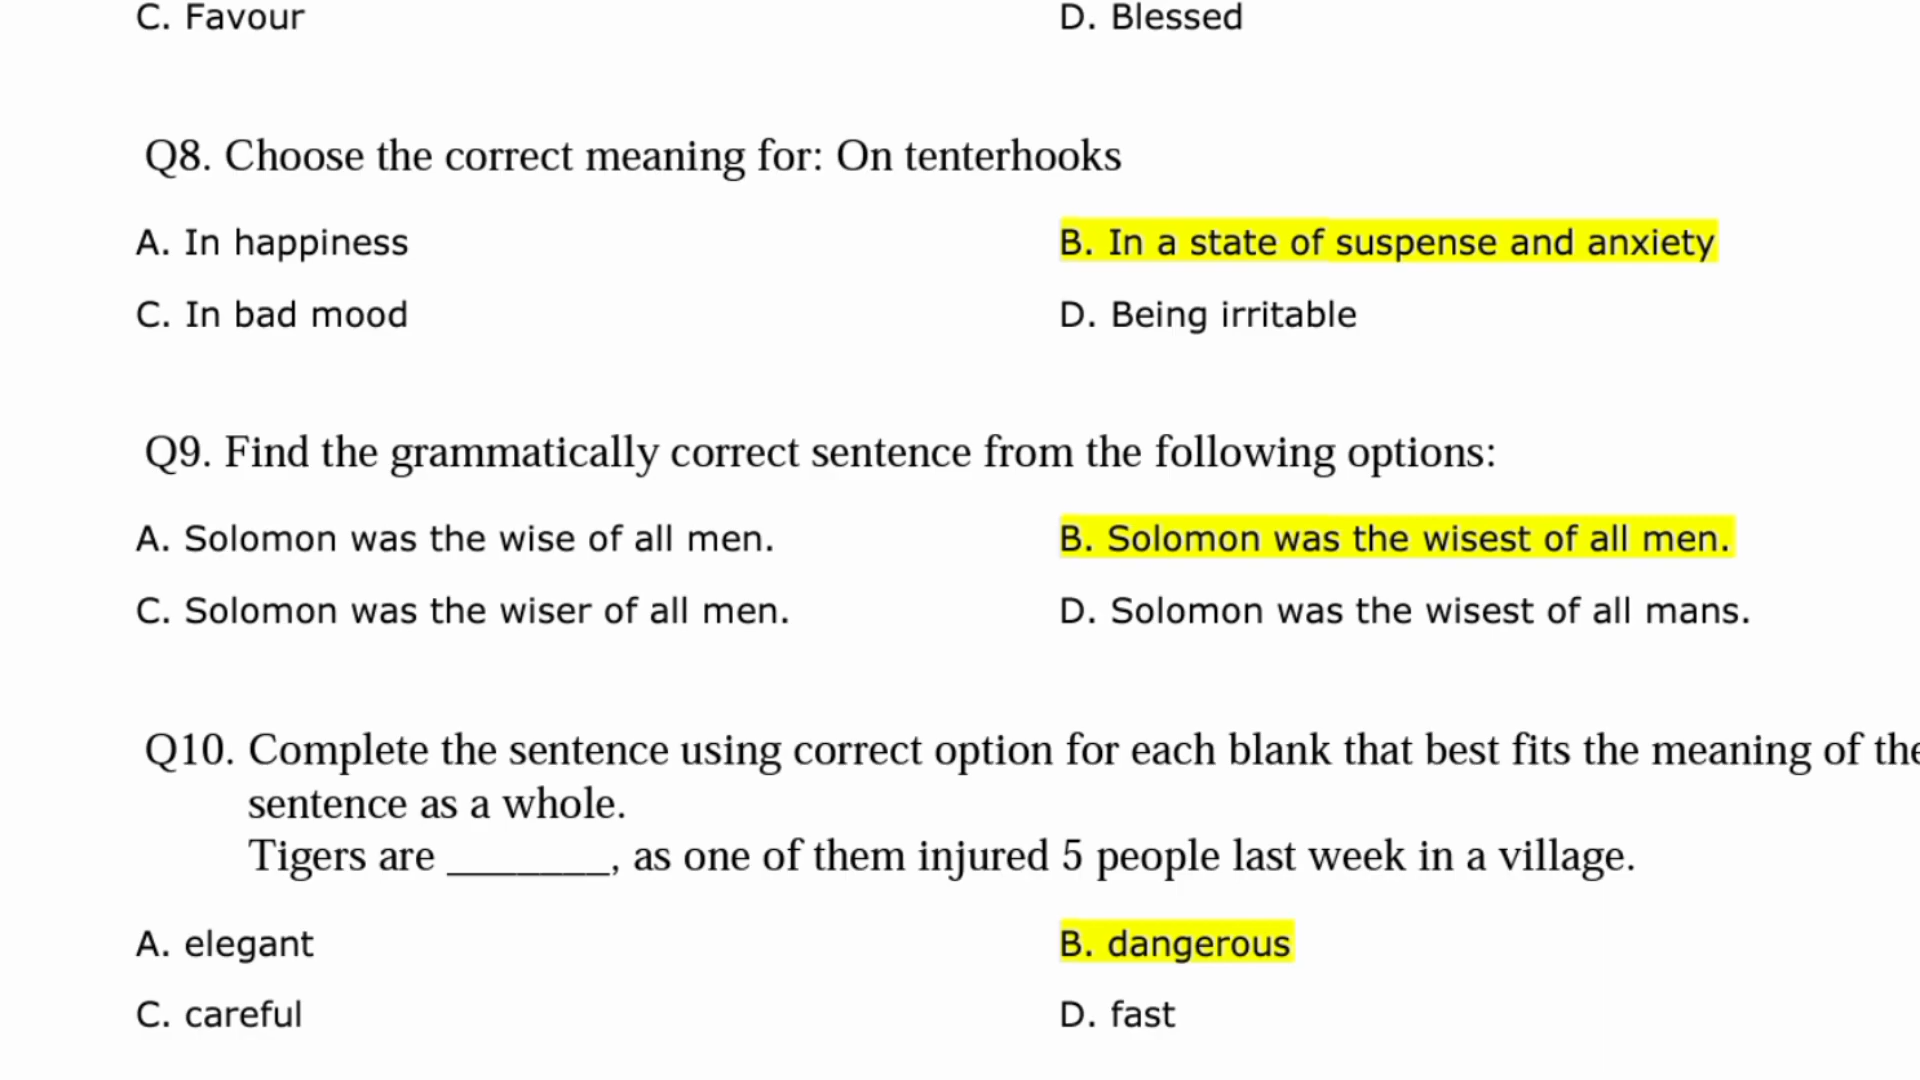 C. Favour D. Blessed
Q8. Choose the correct meaning for: On tenterhooks
A. In happiness B. In a state of suspense and anxiety
C. In bad mood D. Being irritable
Q9. Find the grammatically correct sentence from the following options:
A. Solomon was the wise of all men. B. Solomon was the wisest of all men.
C. Solomon was the wiser of all men. D. Solomon was the wisest of all mans.
Q10. Complete the sentence using correct option for each blank that best fits the meaning of the
sentence as a whole.
Tigers are _______, as one of them injured 5 people last week in a village.
A. elegant B. dangerous
C. careful D. fast